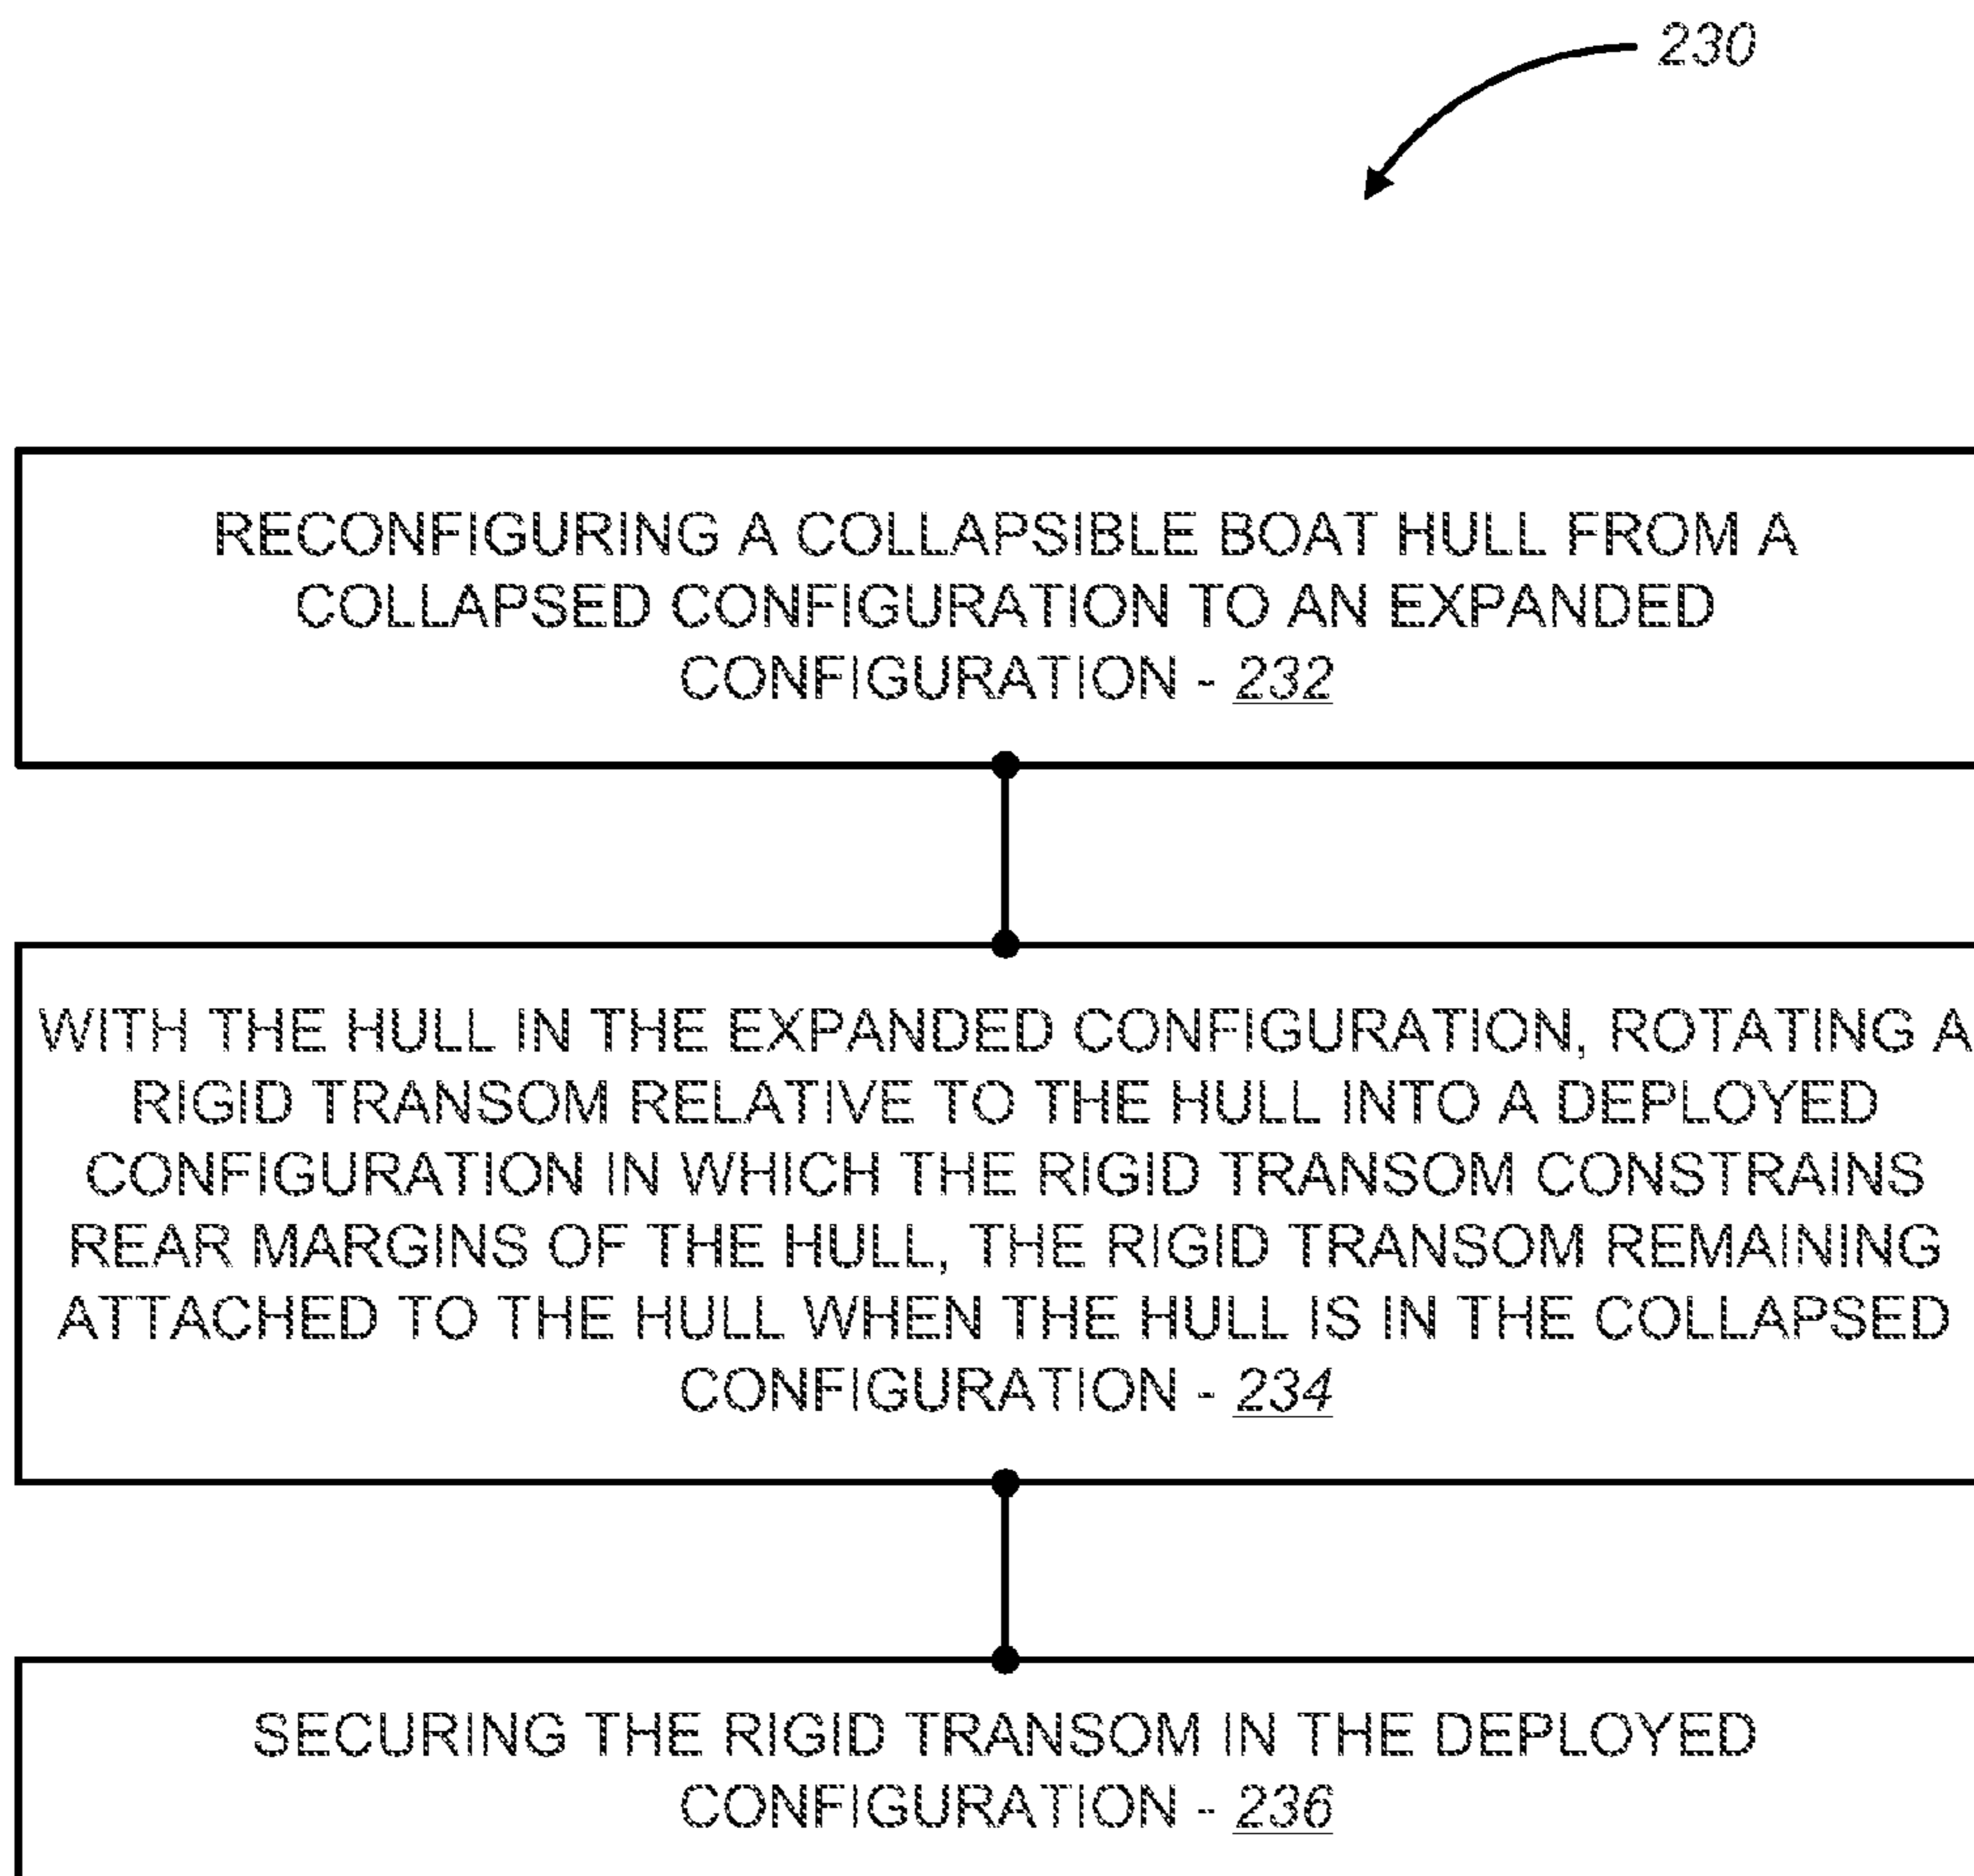 230
RECONFIGURING A COLLAPSIBLE BOAT HULL FROM A
COLLAPSED CONFIGURATION TO AN EXPANDED
CONFIGURATION - 232
WITH THE HULL IN THE EXPANDED CONFIGURATION, ROTATING A
RIGID TRANSOM RELATIVE TO THE HULL INTO A DEPLOYED
CONFIGURATION IN WHICH THE RIGID TRANSOM CONSTRAINS
REAR MARGINS OF THE HULL, THE RIGID TRANSOM REMAINING
ATTACHED TO THE HULL WHEN THE HULL IS IN THE COLLAPSED
CONFIGURATION - 234
SECURING THE RIGID TRANSOM IN THE DEPLOYED
CONFIGURATION - 236